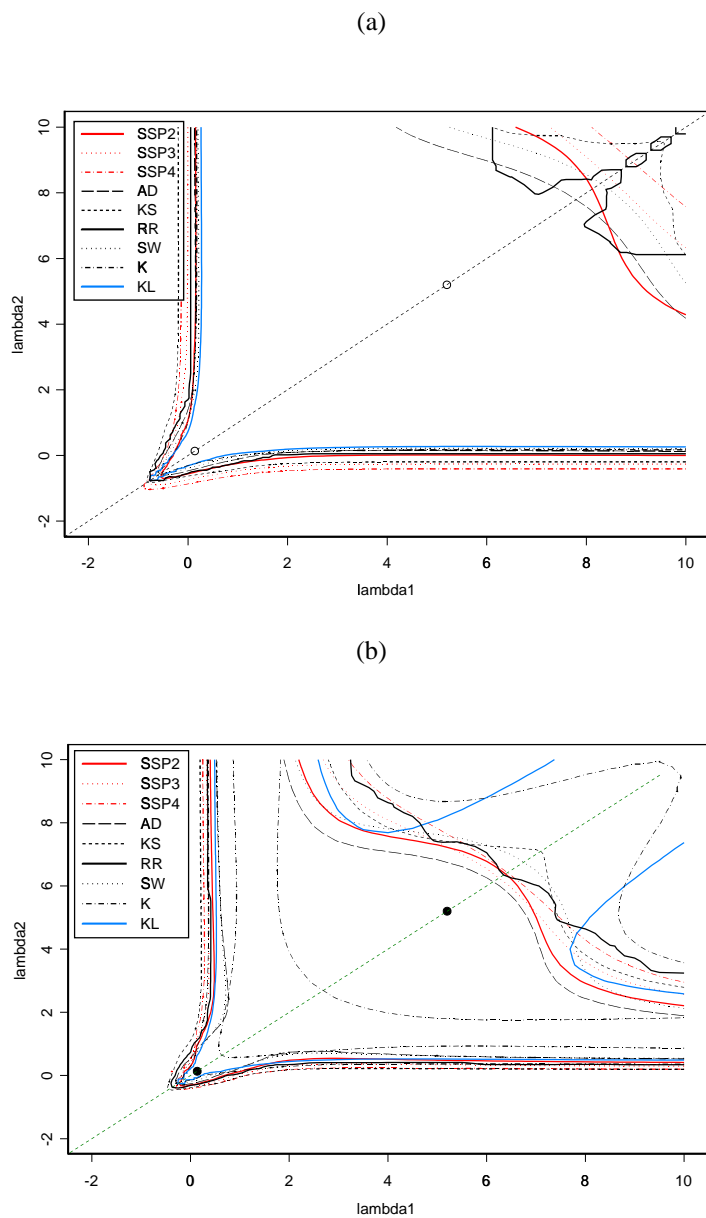 (a)
10
8
6
4
2
0
-2
lambda2
SSP2
SSP3
SSP4
AD
KS
RR
SW
K
KL
-2 0 2 4 6 8 10
lambda1
(b)
10
8
6
4
2
0
-2
lambda2
SSP2
SSP3
SSP4
AD
KS
RR
SW
K
KL
-2 0 2 4 6 8 10
lambda1